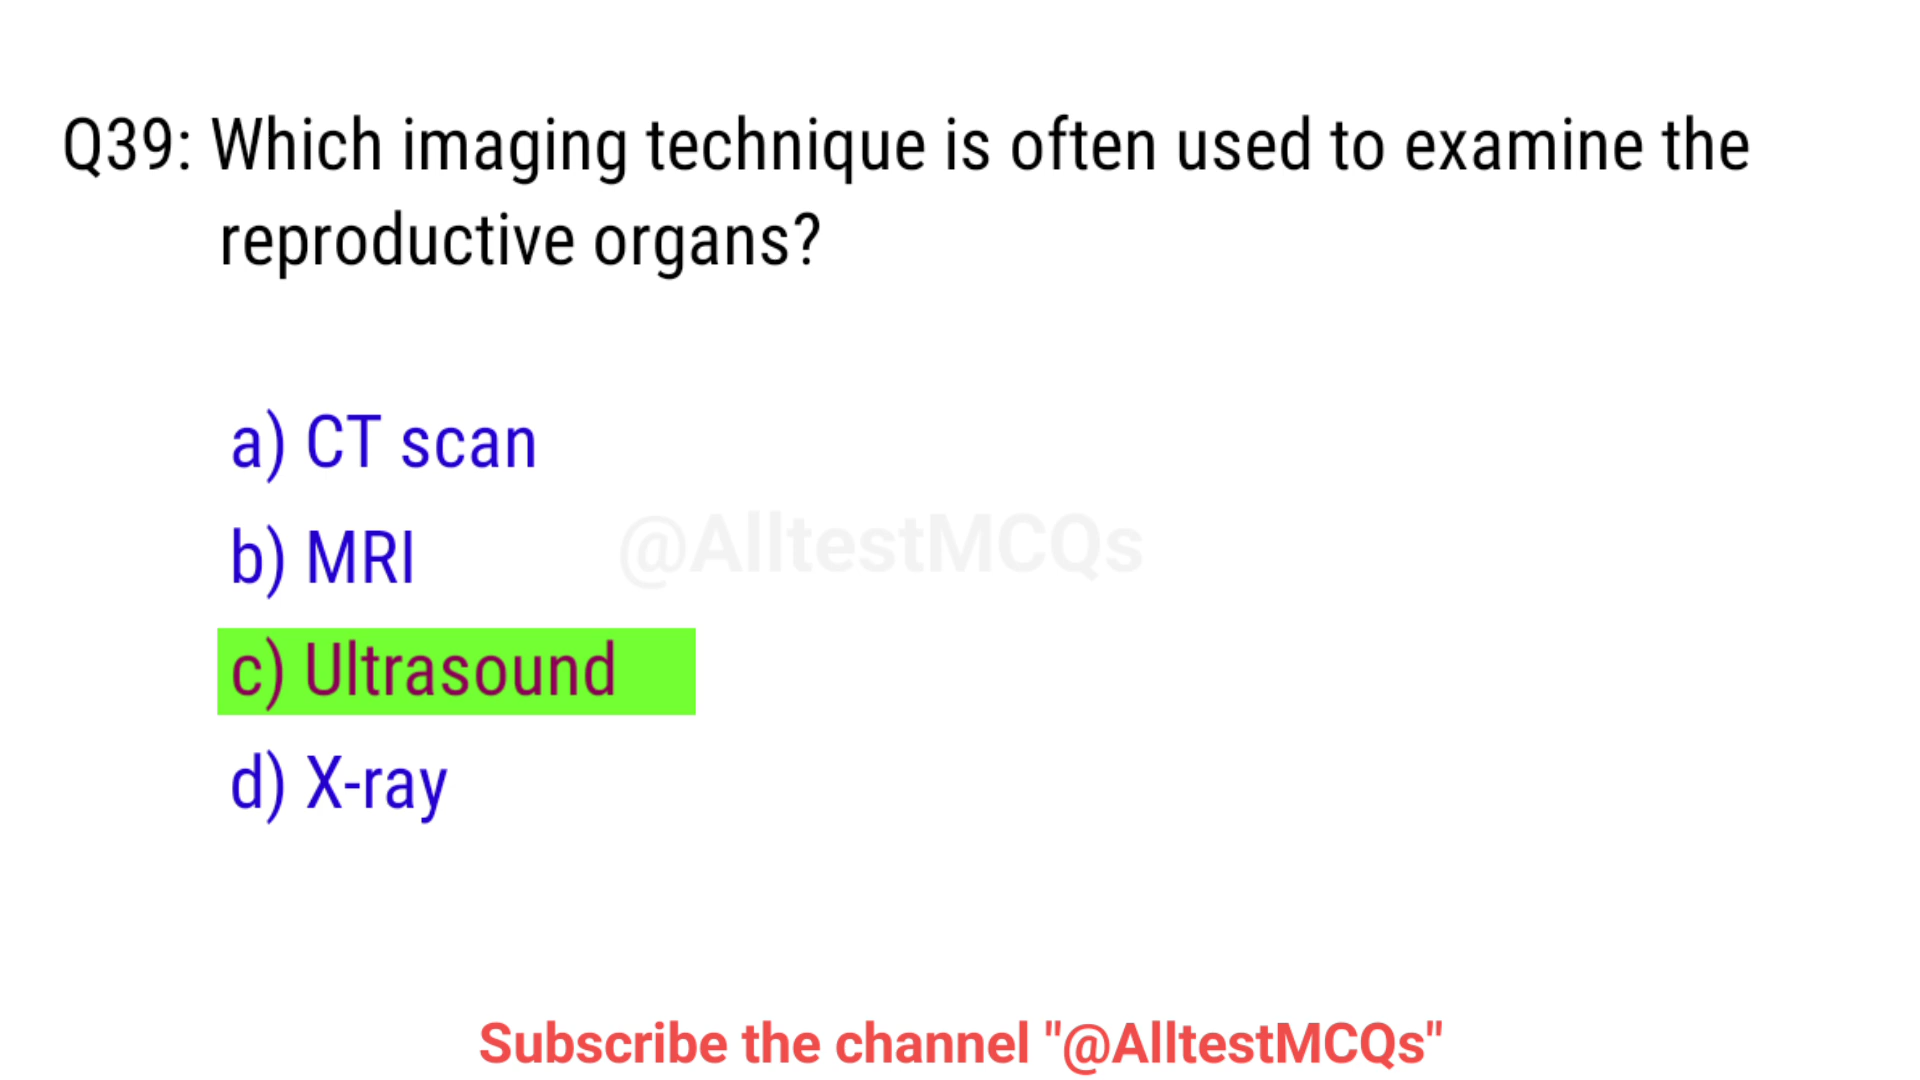 Q39: Which imaging technique is often used to examine the
reproductive organs?
a) CT scan
b) MRI
@AlltestMCQs
c) Ultrasound
d) X-ray
Subscribe the channel "@AlltestMCQs"